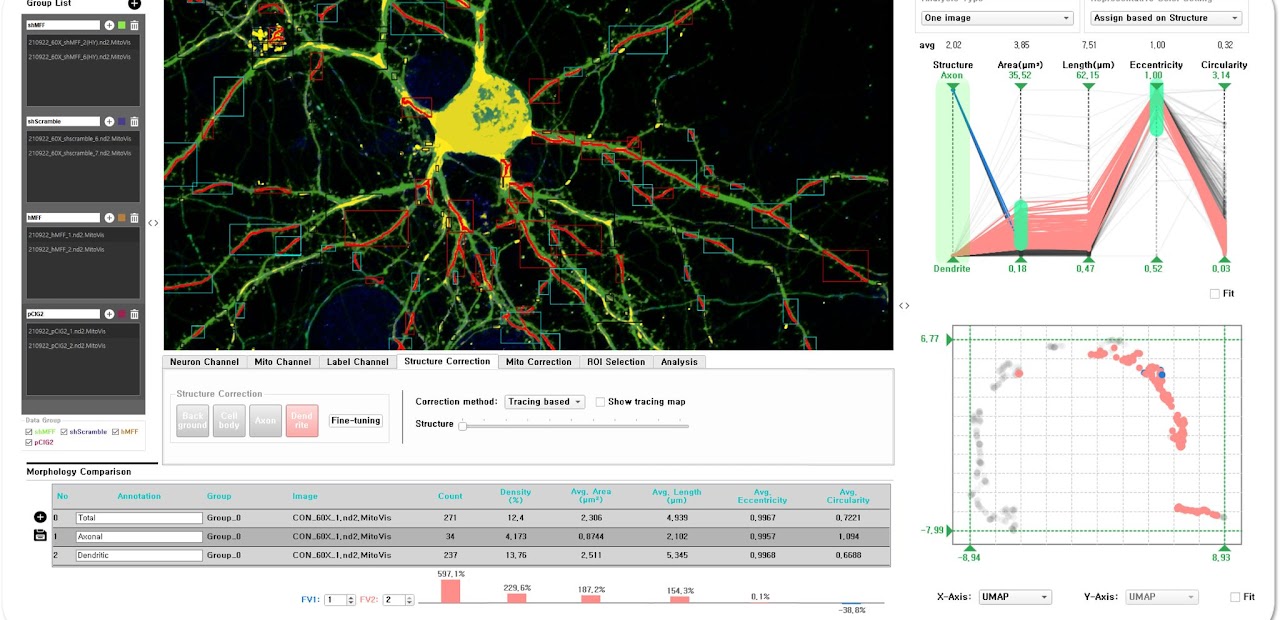 Group List
shMFF
210922_60X_shMFF_2(HY).nd2.MitoVis
210922_60X_shMFF_6(HY).nd2.MitoVis
shScramble
210922_60X_shscramble_6.nd2.MitoVis
210922_60X_shscramble_7.nd2.MitoVis
hMFF
210922_hMFF_1.nd2.MitoVis
210922_hMFF_2.nd2.MitoVis
pCIG2
210922_pCIG2_1.nd2.MitoVis
210922_pCIG2_2.nd2.MitoVis
Data Group
shMFF shScramble hMFF
pCIG2
One image Assign based on Structure
avg 2,02 3,85 7,51 1,00 0,32
Structure Area(μm²) Length(μm) Eccentricity Circularity
Axon 35,52 62,15 1,00 3,14
Dendrite 0,18 0,47 0,52 0,03
Fit
Neuron Channel Mito Channel Label Channel Structure Correction Mito Correction ROI Selection Analysis
Structure Correction
Back ground Cell body Axon Dend rite Fine-tuning
Correction method: Tracing based Show tracing map
Structure
6,77
-7,99
-8,94 8,93
X-Axis: UMAP Y-Axis: UMAP Fit
Morphology Comparison
No Annotation Group Image Count Density (%) Avg, Area (μm²) Avg, Length (μm) Avg, Eccentricity Avg, Circularity
0 Total Group_0 CON_60X_1,nd2,MitoVis 271 12,4 2,306 4,939 0,9967 0,7221
1 Axonal Group_0 CON_60X_1,nd2,MitoVis 34 4,173 0,8744 2,102 0,9957 1,094
2 Dendritic Group_0 CON_60X_1,nd2,MitoVis 237 13,76 2,511 5,345 0,9968 0,6688
597,1% 229,6% 187,2% 154,3% 0,1% -38,8%
FV1: 1 FV2: 2